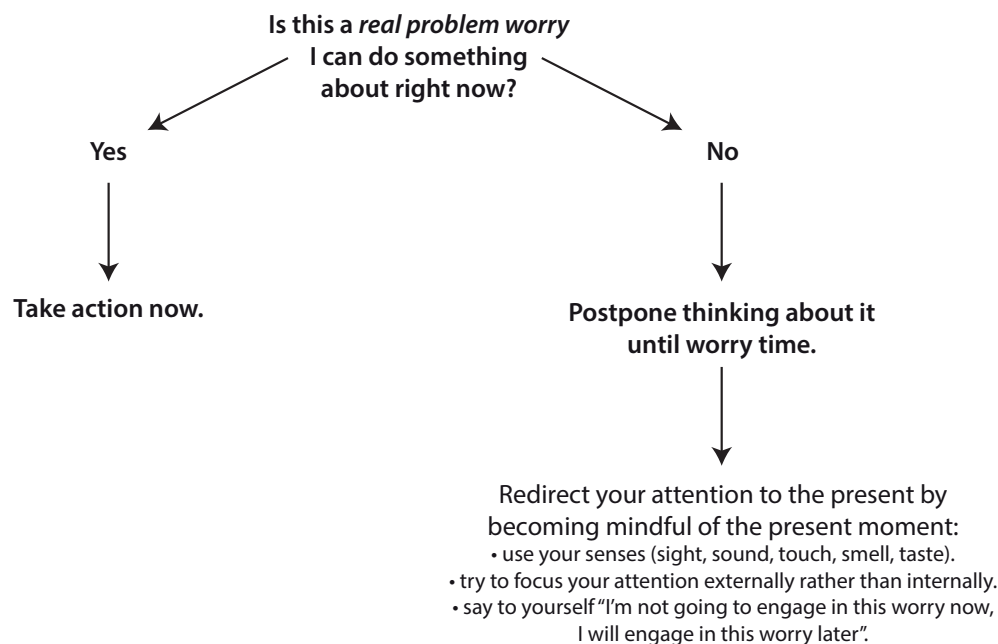 Is this a real problem worry
I can do something
about right now?
Yes
No
Take action now.
Postpone thinking about it
until worry time.
Redirect your attention to the present by
becoming mindful of the present moment:
• use your senses (sight, sound, touch, smell, taste).
• try to focus your attention externally rather than internally.
• say to yourself “I’m not going to engage in this worry now,
I will engage in this worry later”.